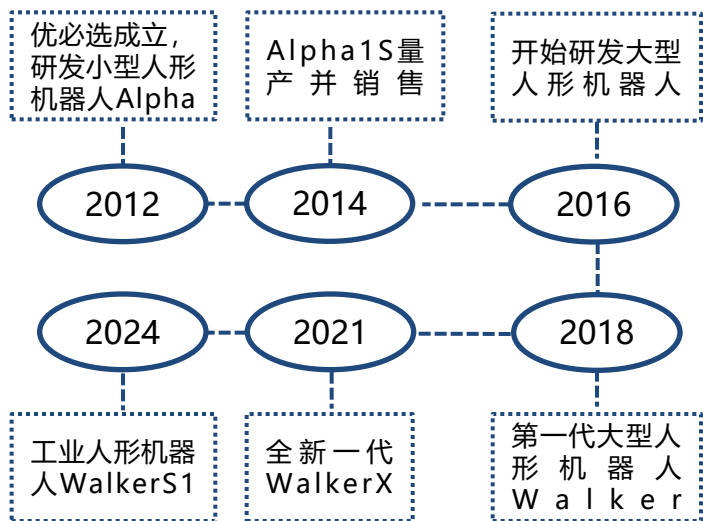 优必选成立，
研发小型人形
机器人Alpha
Alpha1S量
产并销售
开始研发大型
人形机器人
2012
2014
2016
2024
2021
2018
工业人形机器
人WalkerS1
全新一代
WalkerX
第一代大型人
形机器人
Walker